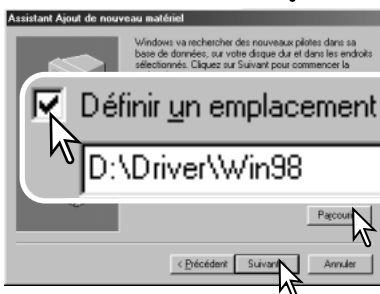 Assistant Ajout de nouveau matériel
Windows va rechercher des nouveaux pilotes dans sa
base de données, sur votre disque dur et dans les endroits
sélectionnés. Cliquez sur Suivant pour commencer la
Définir un emplacement
D:\Driver\Win98
< Précédent
Annuler